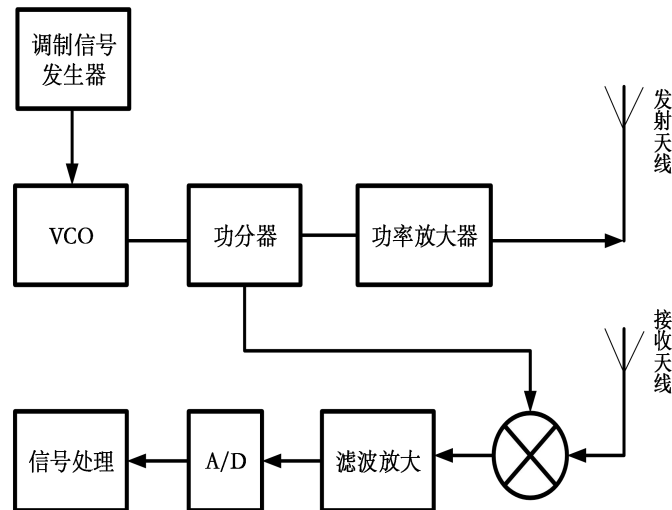 调制信号
发生器
发射天线
VCO
功分器
功率放大器
接收天线
信号处理
A/D
滤波放大